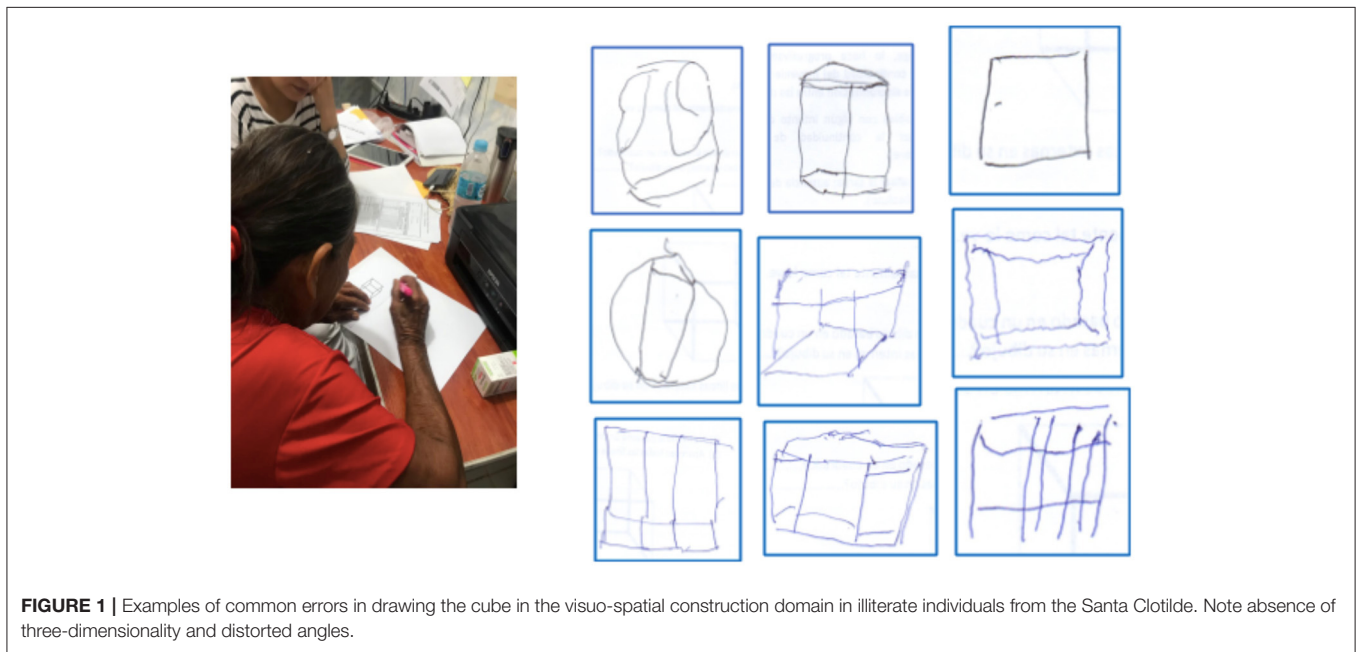 FIGURE 1 | Examples of common errors in drawing the cube in the visuo-spatial construction domain in illiterate individuals from the Santa Clotilde. Note absence of
three-dimensionality and distorted angles.